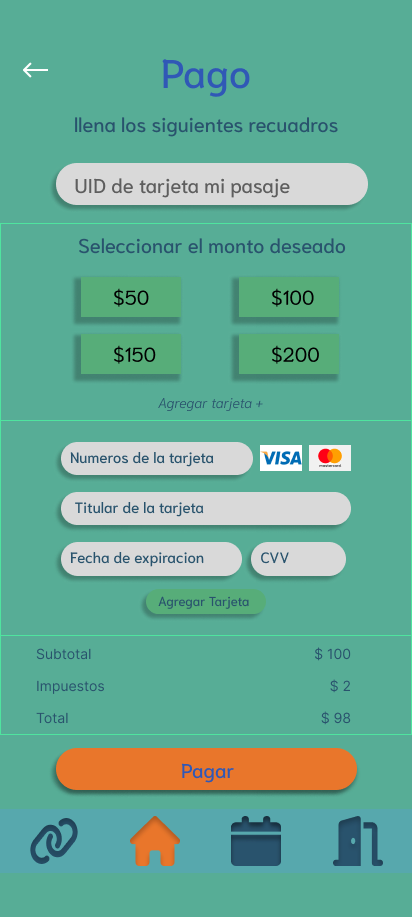 Pago
llena los siguientes recuadros
UID de tarjeta mi pasaje
Seleccionar el monto deseado
$50 $100
$150 $200
Agregar tarjeta +
Numeros de la tarjeta VISA mastercard
Titular de la tarjeta
Fecha de expiracion CVV
Agregar Tarjeta
Subtotal $ 100
Impuestos $ 2
Total $ 98
Pagar